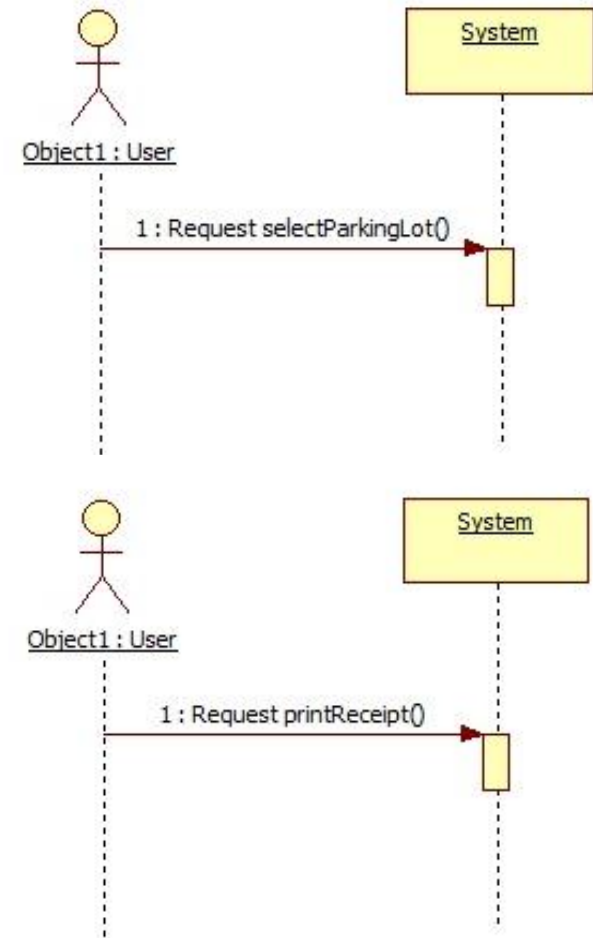 System
Object1 : User
1 : Request selectParkingLot()
System
Object1 : User
1 : Request printReceipt()